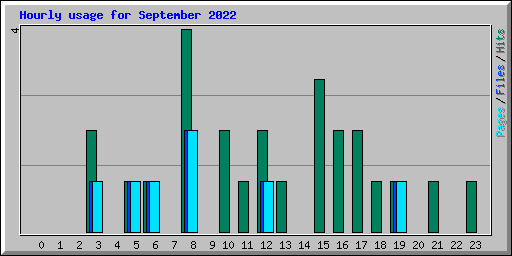 Hourly usage for September 2022
4
Pages/Files/Hits
0 1 2 3 4 5 6 7 8 9 10 11 12 13 14 15 16 17 18 19 20 21 22 23